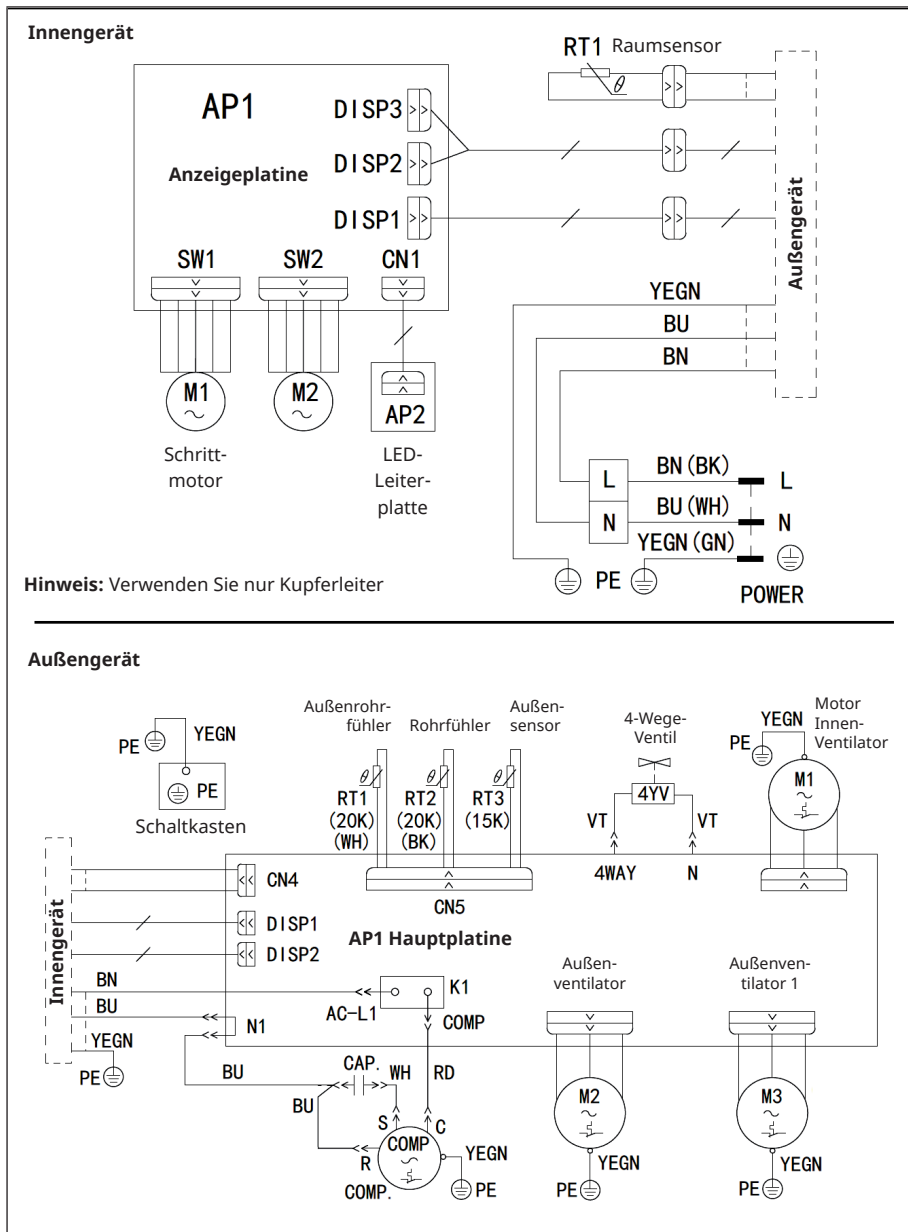 Innengerät
RT1 Raumsensor
θ
AP1
DISP3
DISP2
Anzeigeplatine
DISP1
SW1 SW2 CN1
Außengerät
YEGN
BU
BN
M1
M2
AP2
Schritt-
motor
LED-
Leiter-
platte
L BN(BK) L
N BU(WH) N
YEGN(GN)
PE
POWER
Hinweis: Verwenden Sie nur Kupferleiter
Außengerät
Außenrohr-
fühler
Rohrfühler
Außen-
sensor
4-Wege-
Ventil
Motor
Innen-
Ventilator
YEGN
PE
YEGN
PE
PE
Schaltkasten
θ θ θ
RT1 RT2 RT3
(20K) (20K) (15K)
(WH) (BK)
4YV
VT VT
4WAY N
M1
Innengerät
CN4
CN5
DISP1
DISP2
AP1 Hauptplatine
BN
BU
YEGN
PE
N1
AC-L1
K1
COMP
Außen-
ventilator
Außenven-
tilator 1
BU
BU
CAP.
WH RD
S C
R
COMP
COMP.
YEGN
PE
M2
YEGN
PE
M3
YEGN
PE